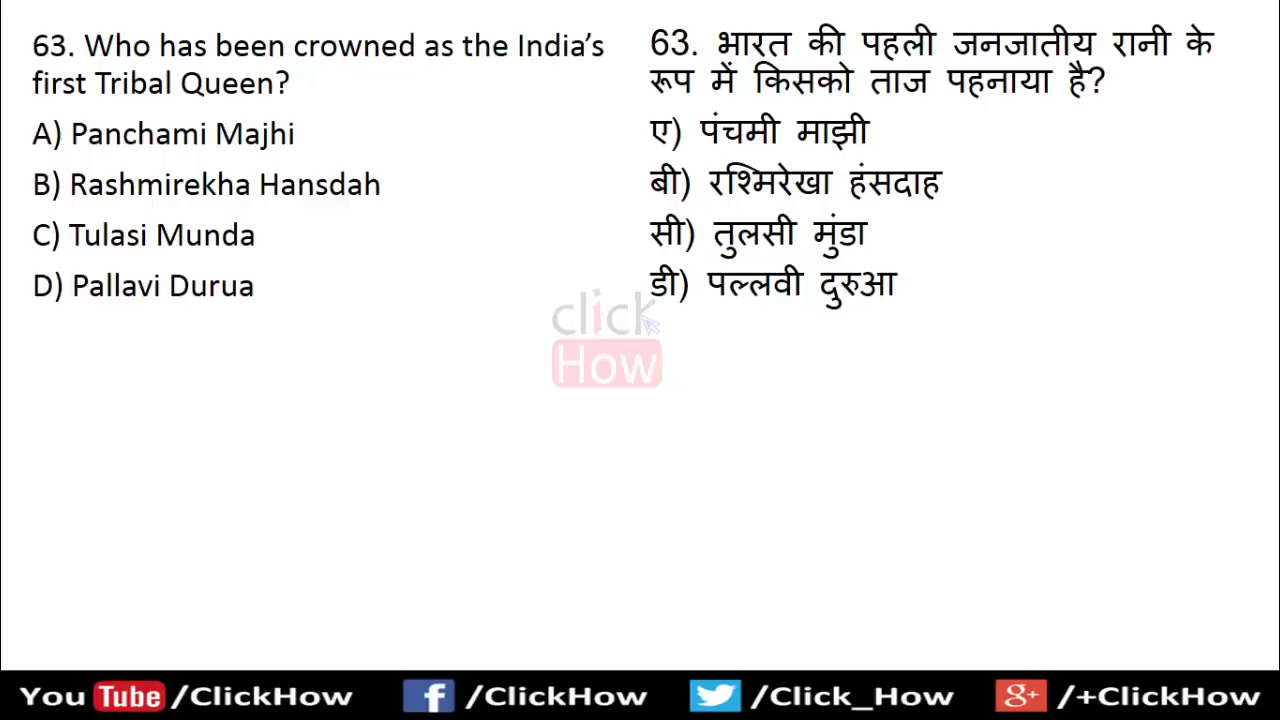 63. Who has been crowned as the India's
first Tribal Queen?
A) Panchami Majhi
B) Rashmirekha Hansdah
C) Tulasi Munda
D) Pallavi Durua
63. भारत की पहली जनजातीय रानी के
रूप में किसको ताज पहनाया है?
ए) पंचमी माझी
बी) रश्मिरेखा हंसदाह
सी) तुलसी मुंडा
डी) पल्लवी दुरुआ
click
How
You Tube /ClickHow f /ClickHow /Click_How g+ /+ClickHow